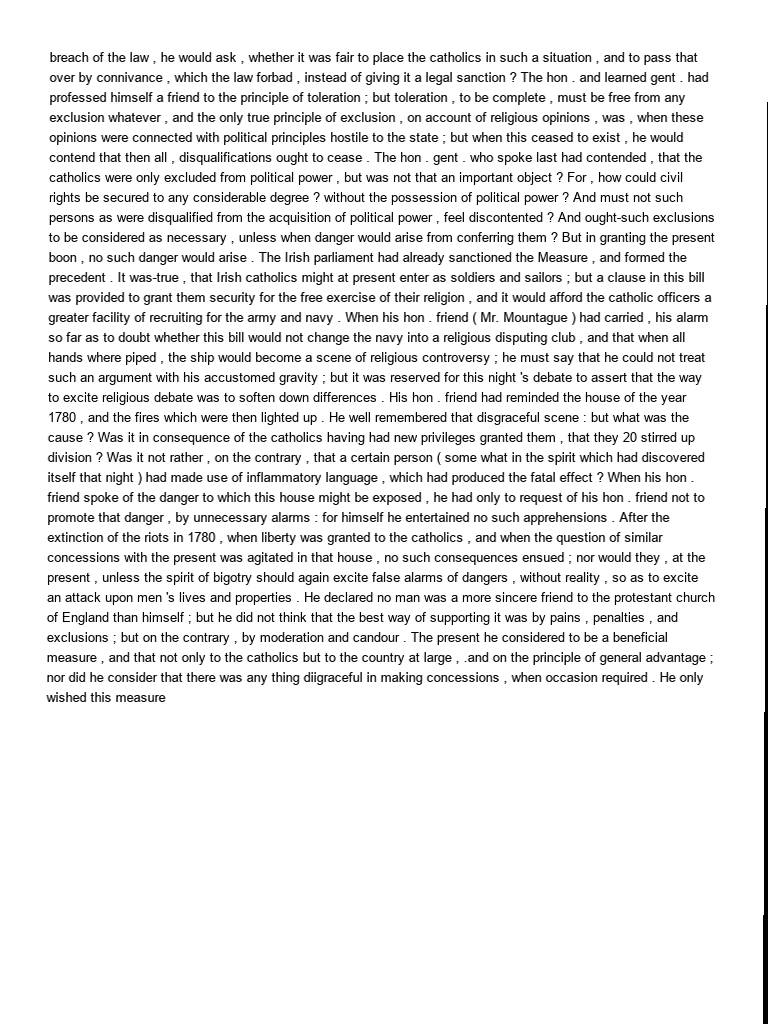 breach of the law , he would ask , whether it was fair to place the catholics in such a situation , and to pass that
over by connivance , which the law forbad , instead of giving it a legal sanction ? The hon . and learned gent . had
professed himself a friend to the principle of toleration ; but toleration , to be complete , must be free from any
exclusion whatever , and the only true principle of exclusion , on account of religious opinions , was , when these
opinions were connected with political principles hostile to the state ; but when this ceased to exist , he would
contend that then all , disqualifications ought to cease . The hon . gent . who spoke last had contended , that the
catholics were only excluded from political power , but was not that an important object ? For , how could civil
rights be secured to any considerable degree ? without the possession of political power ? And must not such
persons as were disqualified from the acquisition of political power , feel discontented ? And ought-such exclusions
to be considered as necessary , unless when danger would arise from conferring them ? But in granting the present
boon , no such danger would arise . The Irish parliament had already sanctioned the Measure , and formed the
precedent . It was-true , that Irish catholics might at present enter as soldiers and sailors ; but a clause in this bill
was provided to grant them security for the free exercise of their religion , and it would afford the catholic officers a
greater facility of recruiting for the army and navy . When his hon . friend ( Mr. Mountague ) had carried , his alarm
so far as to doubt whether this bill would not change the navy into a religious disputing club , and that when all
hands where piped , the ship would become a scene of religious controversy ; he must say that he could not treat
such an argument with his accustomed gravity ; but it was reserved for this night 's debate to assert that the way
to excite religious debate was to soften down differences . His hon . friend had reminded the house of the year
1780 , and the fires which were then lighted up . He well remembered that disgraceful scene : but what was the
cause ? Was it in consequence of the catholics having had new privileges granted them , that they 20 stirred up
division ? Was it not rather , on the contrary , that a certain person ( some what in the spirit which had discovered
itself that night ) had made use of inflammatory language , which had produced the fatal effect ? When his hon .
friend spoke of the danger to which this house might be exposed , he had only to request of his hon . friend not to
promote that danger , by unnecessary alarms : for himself he entertained no such apprehensions . After the
extinction of the riots in 1780 , when liberty was granted to the catholics , and when the question of similar
concessions with the present was agitated in that house , no such consequences ensued ; nor would they , at the
present , unless the spirit of bigotry should again excite false alarms of dangers , without reality , so as to excite
an attack upon men 's lives and properties . He declared no man was a more sincere friend to the protestant church
of England than himself ; but he did not think that the best way of supporting it was by pains , penalties , and
exclusions ; but on the contrary , by moderation and candour . The present he considered to be a beneficial
measure , and that not only to the catholics but to the country at large , .and on the principle of general advantage ;
nor did he consider that there was any thing diigraceful in making concessions , when occasion required . He only
wished this measure